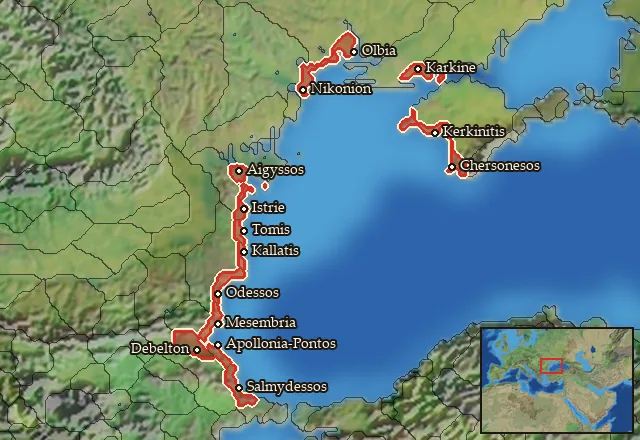 Olbia
Karkine
Nikonion
Kerkinitis
Chersonesos
Aigyssos
Istrie
Tomis
Kallatis
Odessos
Mesembria
Apollonia-Pontos
Debelton
Salmydessos